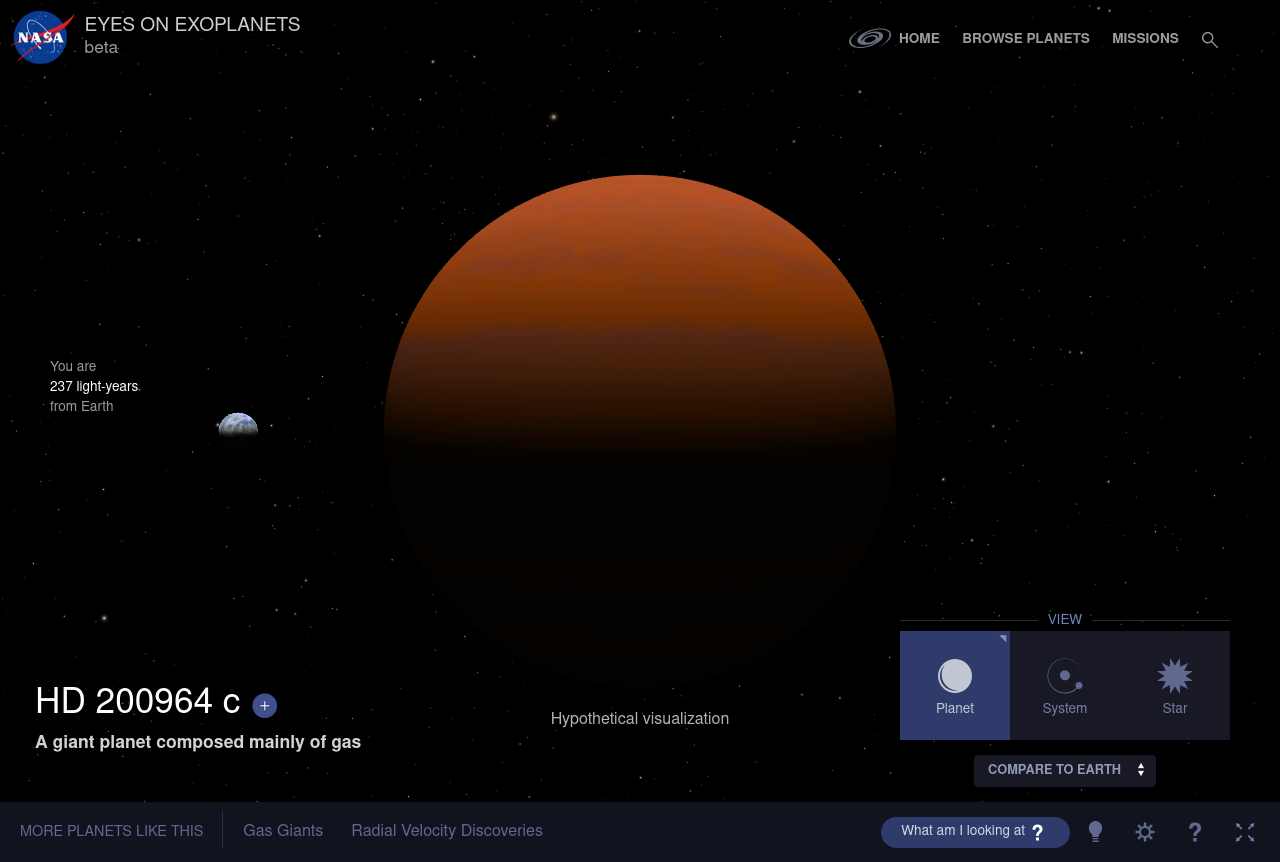 NASA
EYES ON EXOPLANETS
beta
HOME
BROWSE PLANETS
MISSIONS
You are
237 light-years
from Earth
VIEW
Planet
System
Star
HD 200964 c +
A giant planet composed mainly of gas
Hypothetical visualization
COMPARE TO EARTH
MORE PLANETS LIKE THIS
Gas Giants
Radial Velocity Discoveries
What am I looking at ?
?